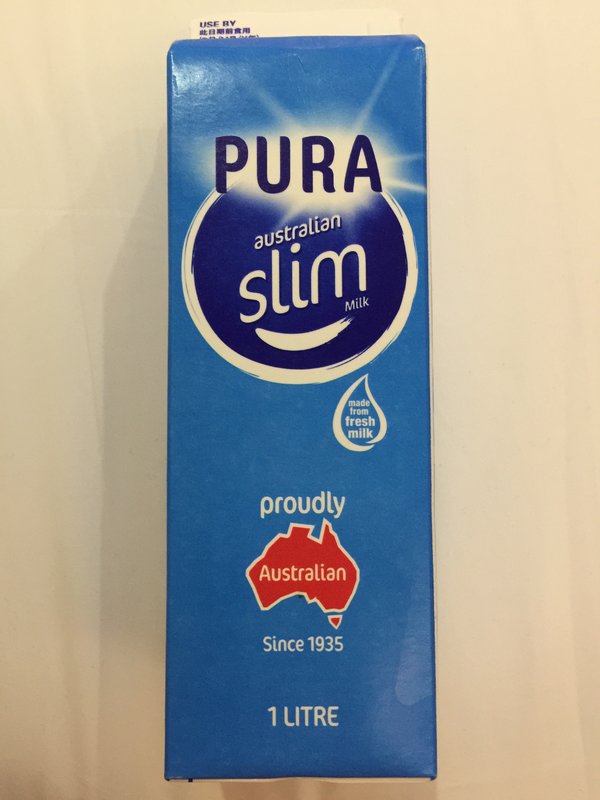 USE BY
此日期前食用
PURA
australian
slim
Milk
made
from
fresh
milk
proudly
Australian
Since 1935
1 LITRE